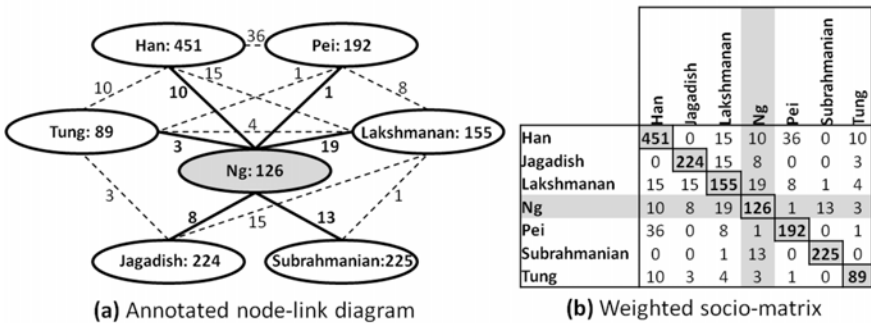 Han: 451
36
Pei: 192
10
15
1
8
10
1
Tung: 89
4
Lakshmanan: 155
3
19
Ng: 126
3
8
15
13
1
Jagadish: 224
Subrahmanian:225
(a) Annotated node-link diagram
Han
Jagadish
Lakshmanan
Ng
Pei
Subrahmanian
Tung
Han 451 0 15 10 36 0 10
Jagadish 0 224 15 8 0 0 3
Lakshmanan 15 15 155 19 8 1 4
Ng 10 8 19 126 1 13 3
Pei 36 0 8 1 192 0 1
Subrahmanian 0 0 1 13 0 225 0
Tung 10 3 4 3 1 0 89
(b) Weighted socio-matrix